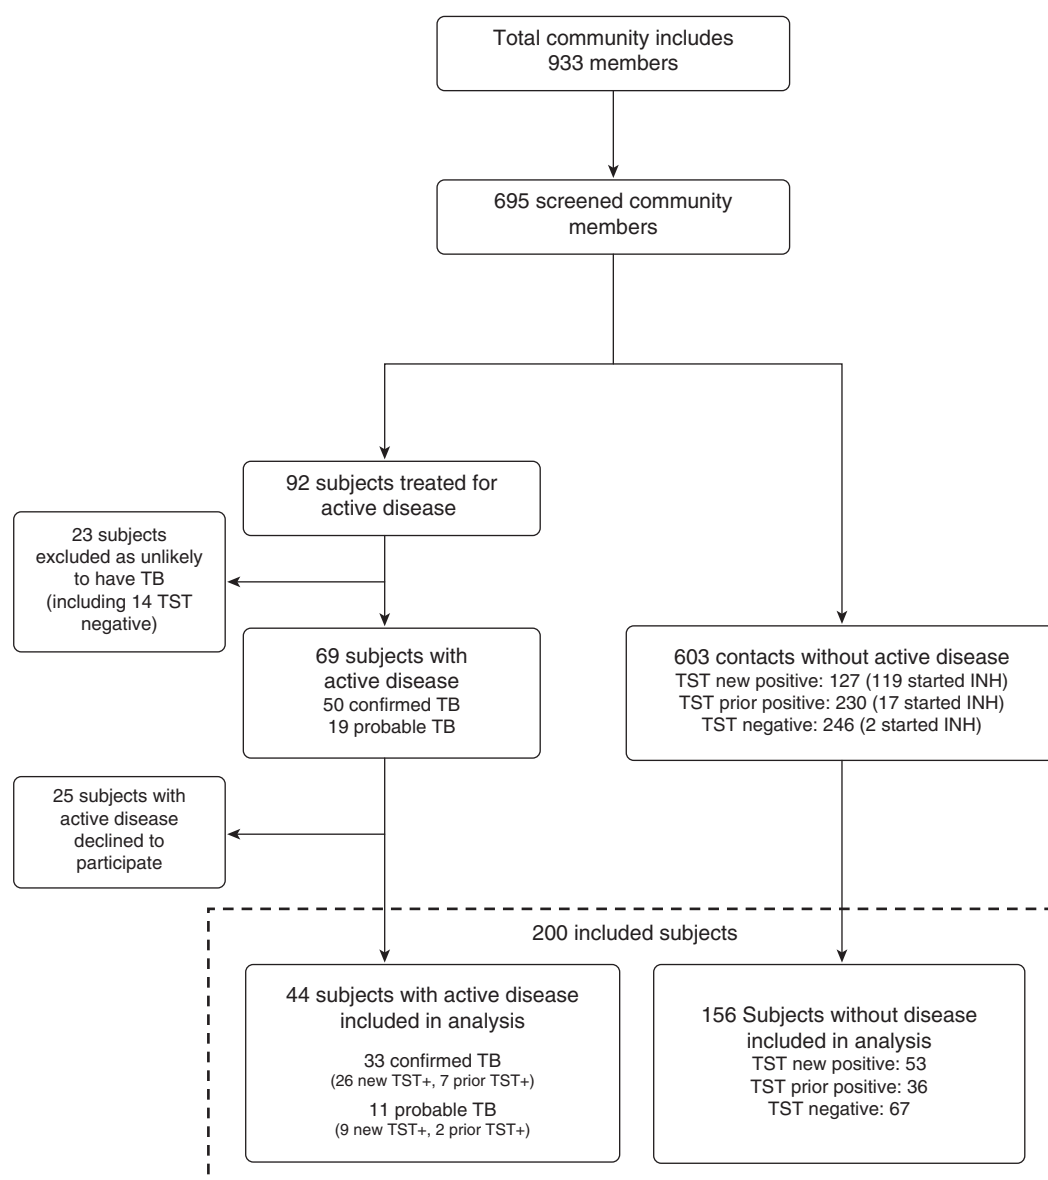 Total community includes
933 members
695 screened community
members
92 subjects treated for
active disease
23 subjects
excluded as unlikely
to have TB
(including 14 TST
negative)
69 subjects with
active disease
50 confirmed TB
19 probable TB
603 contacts without active disease
TST new positive: 127 (119 started INH)
TST prior positive: 230 (17 started INH)
TST negative: 246 (2 started INH)
25 subjects with
active disease
declined to
participate
200 included subjects
44 subjects with active disease
included in analysis
33 confirmed TB
(26 new TST+, 7 prior TST+)
11 probable TB
(9 new TST+, 2 prior TST+)
156 Subjects without disease
included in analysis
TST new positive: 53
TST prior positive: 36
TST negative: 67